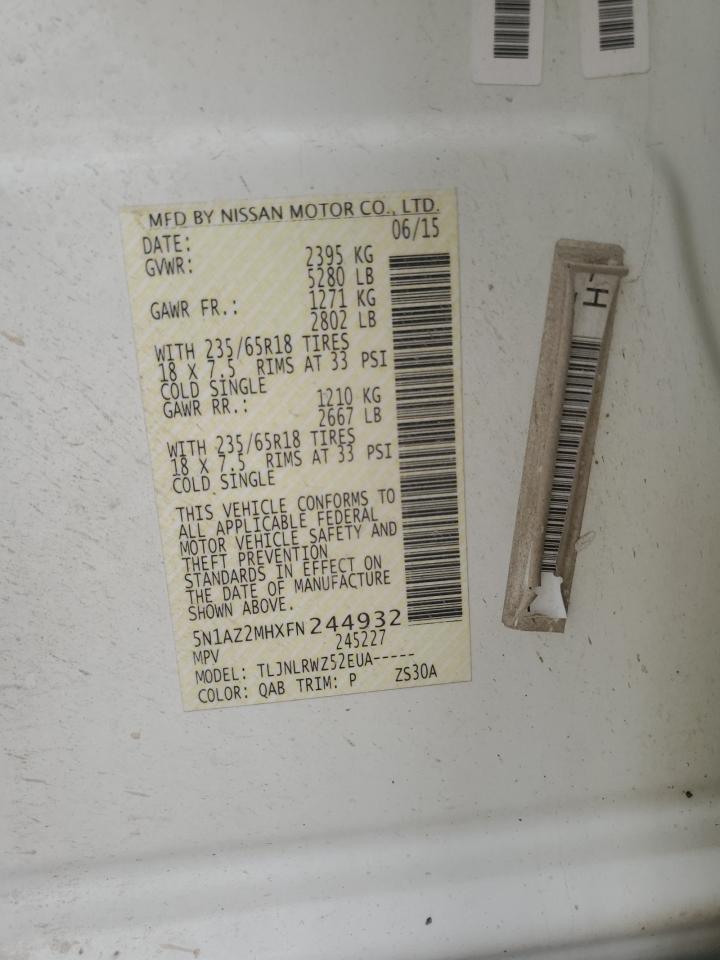 MFD BY NISSAN MOTOR CO., LTD.
DATE: 06/15
GVWR: 2395 KG
5280 LB
GAWR FR.: 1271 KG
2802 LB
WITH 235/65R18 TIRES
18 X 7.5 RIMS AT 33 PSI
COLD SINGLE
GAWR RR.: 1210 KG
2667 LB
WITH 235/65R18 TIRES
18 X 7.5 RIMS AT 33 PSI
COLD SINGLE
THIS VEHICLE CONFORMS TO
ALL APPLICABLE FEDERAL
MOTOR VEHICLE SAFETY AND
THEFT PREVENTION
STANDARDS IN EFFECT ON
THE DATE OF MANUFACTURE
SHOWN ABOVE.
5N1AZ2MHXFN244932
MPV 245227
MODEL: TLJNLRWZ52EUA-----
COLOR: QAB TRIM: P ZS30A
H